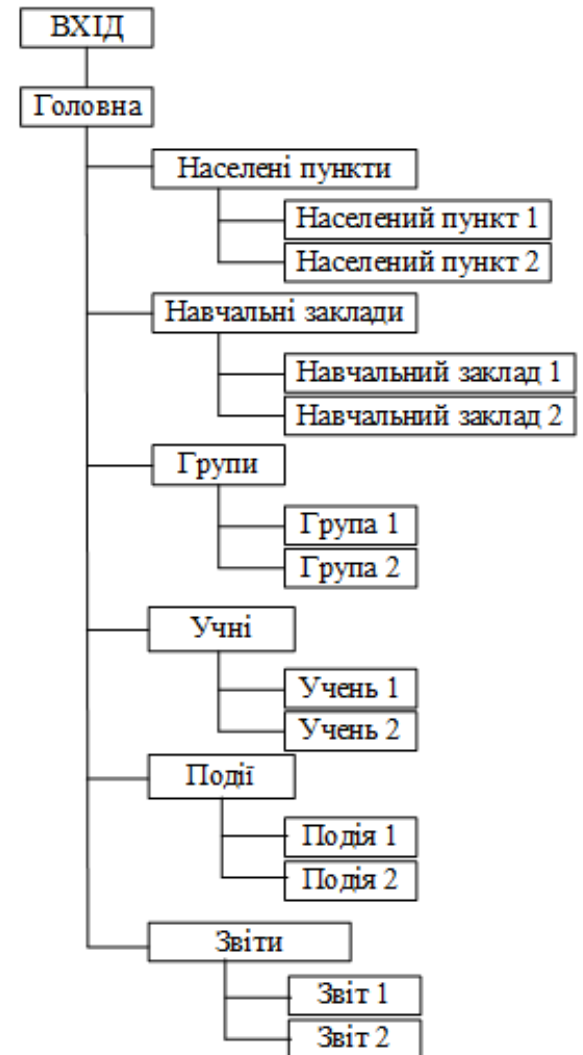 ВХІД
Головна
Населені пункти
Населений пункт 1
Населений пункт 2
Навчальні заклади
Навчальний заклад 1
Навчальний заклад 2
Групи
Група 1
Група 2
Учні
Учень 1
Учень 2
Події
Подія 1
Подія 2
Звіти
Звіт 1
Звіт 2